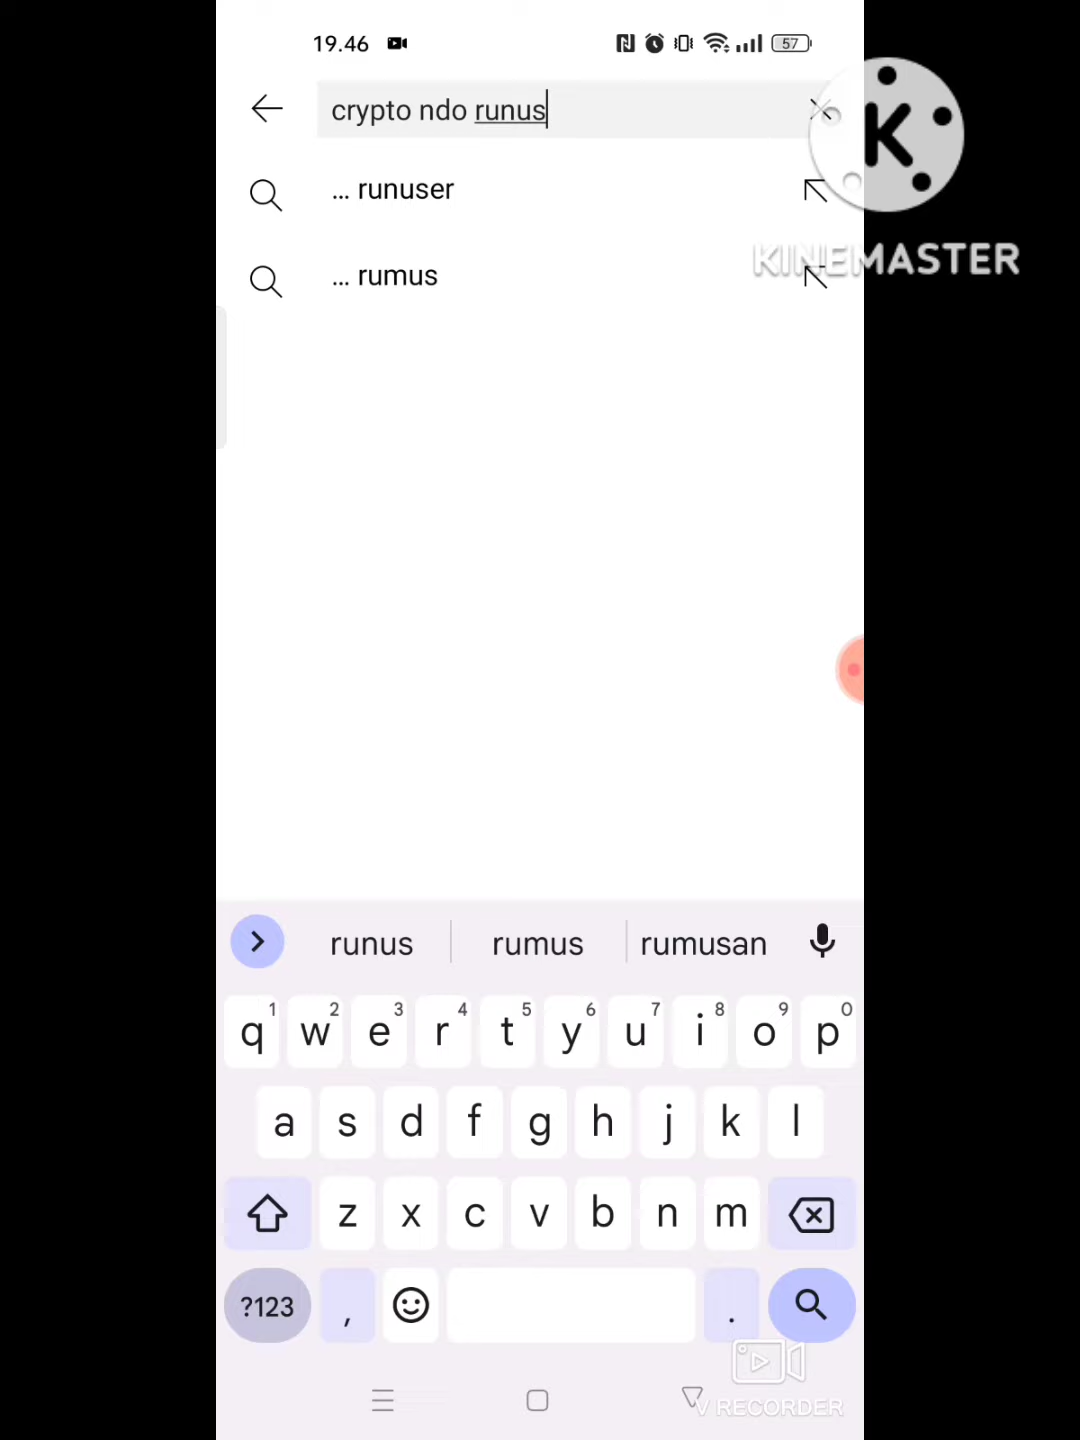 19.46 57
crypto ndo runus
... runuser
... rumus
K
KINEMASTER
runus rumus rumusan
1 2 3 4 5 6 7 8 9 0
q w e r t y u i o p
a s d f g h j k l
z x c v b n m
?123 , .
V RECORDER